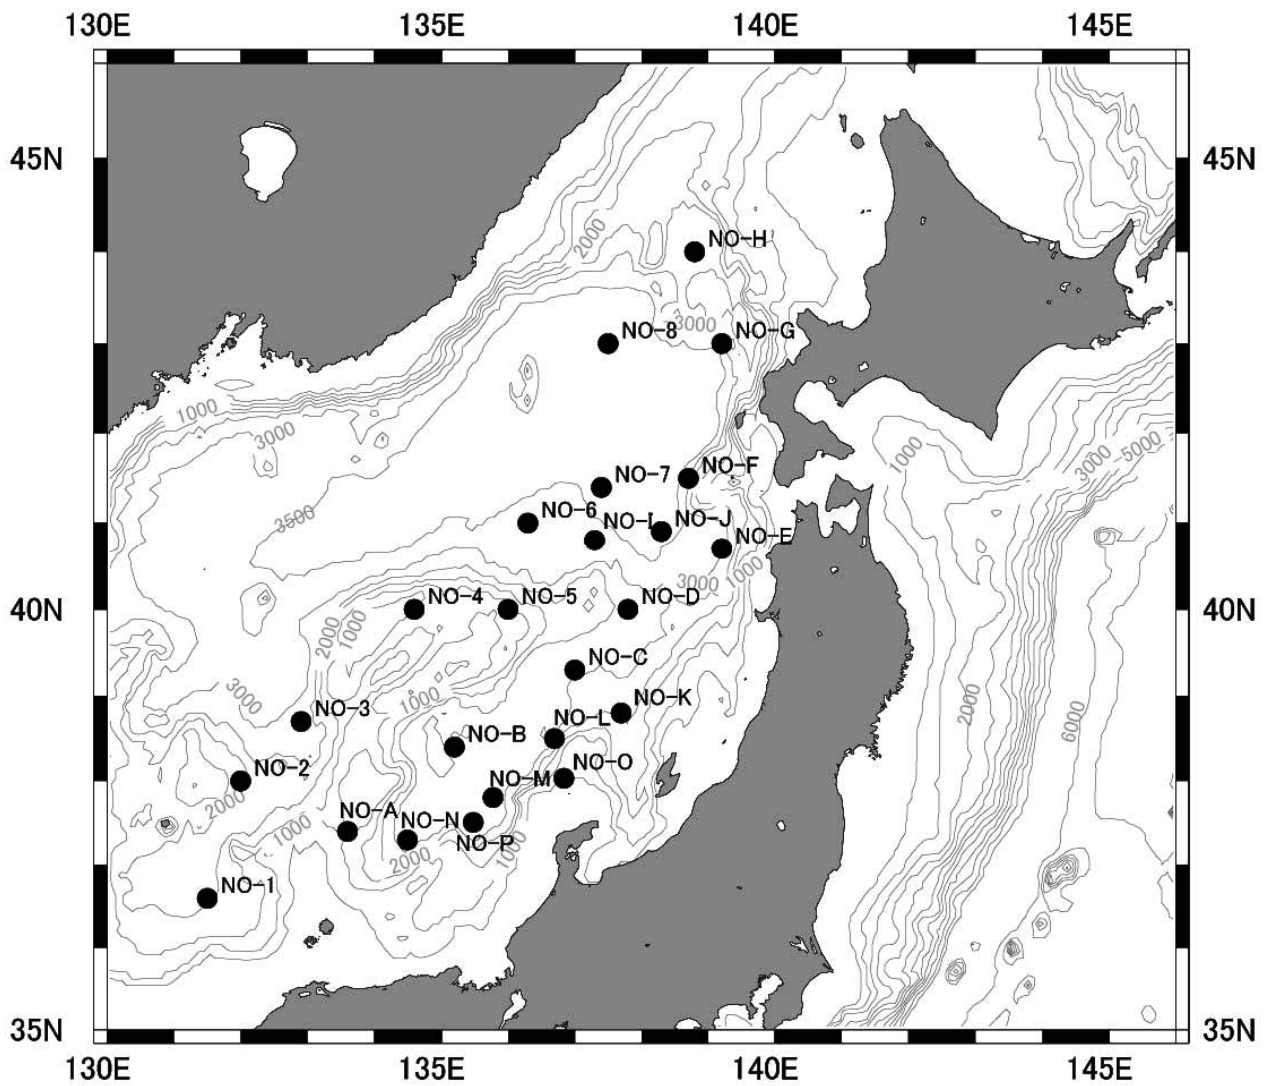 130E 135E 140E 145E
45N 45N
2000
NO-H
3000
NO-8 NO-G
1000
3000
1000
3000
5000
NO-F
NO-7
3500
NO-6 NO-I NO-J
NO-E
3000 1000
40N NO-4 NO-5 NO-D 40N
2000
1000
NO-C
3000
1000
NO-K
2000
6000
NO-3
NO-L
NO-B
NO-2 NO-O
NO-M
2000
NO-A NO-N
1000
NO-P
2000
1000
NO-1
35N 35N
130E 135E 140E 145E